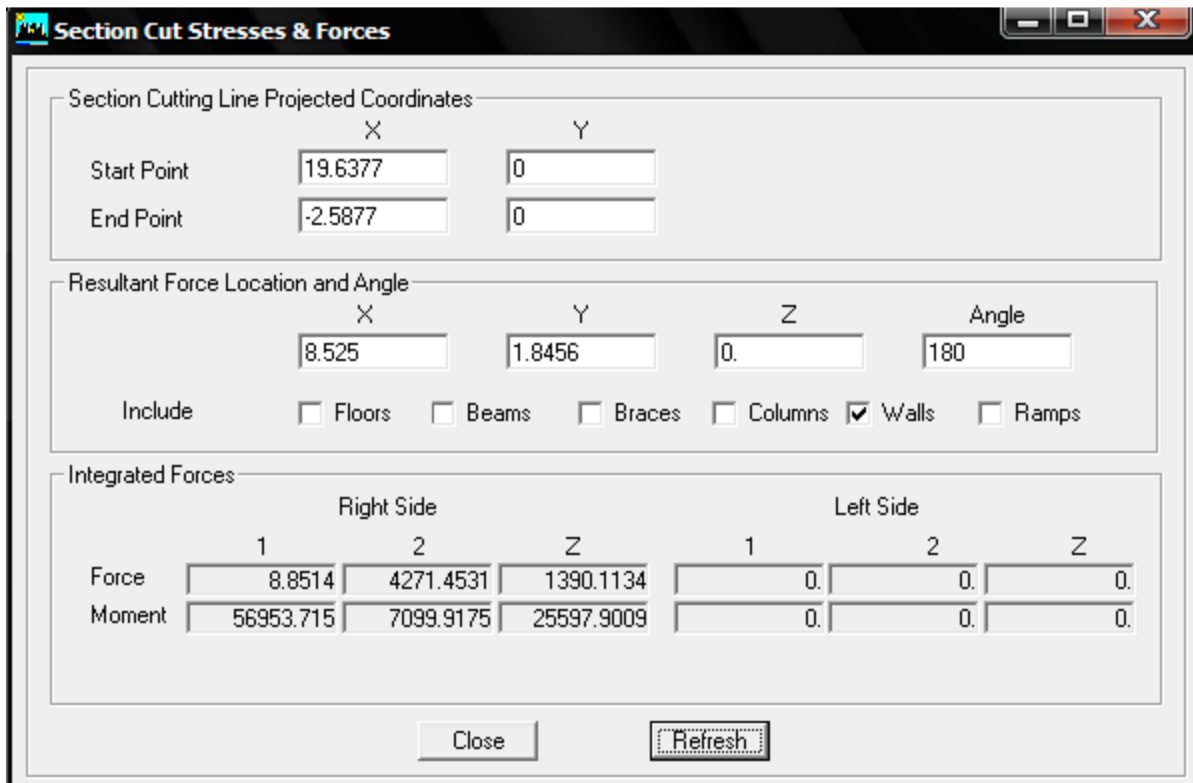 Section Cut Stresses & Forces
Section Cutting Line Projected Coordinates
X Y
Start Point 19.6377 0
End Point -2.5877 0
Resultant Force Location and Angle
X Y Z Angle
8.525 1.8456 0. 180
Include Floors Beams Braces Columns Walls Ramps
Integrated Forces
Right Side Left Side
1 2 Z 1 2 Z
Force 8.8514 4271.4531 1390.1134 0. 0. 0.
Moment 56953.715 7099.9175 25597.9009 0. 0. 0.
Close Refresh